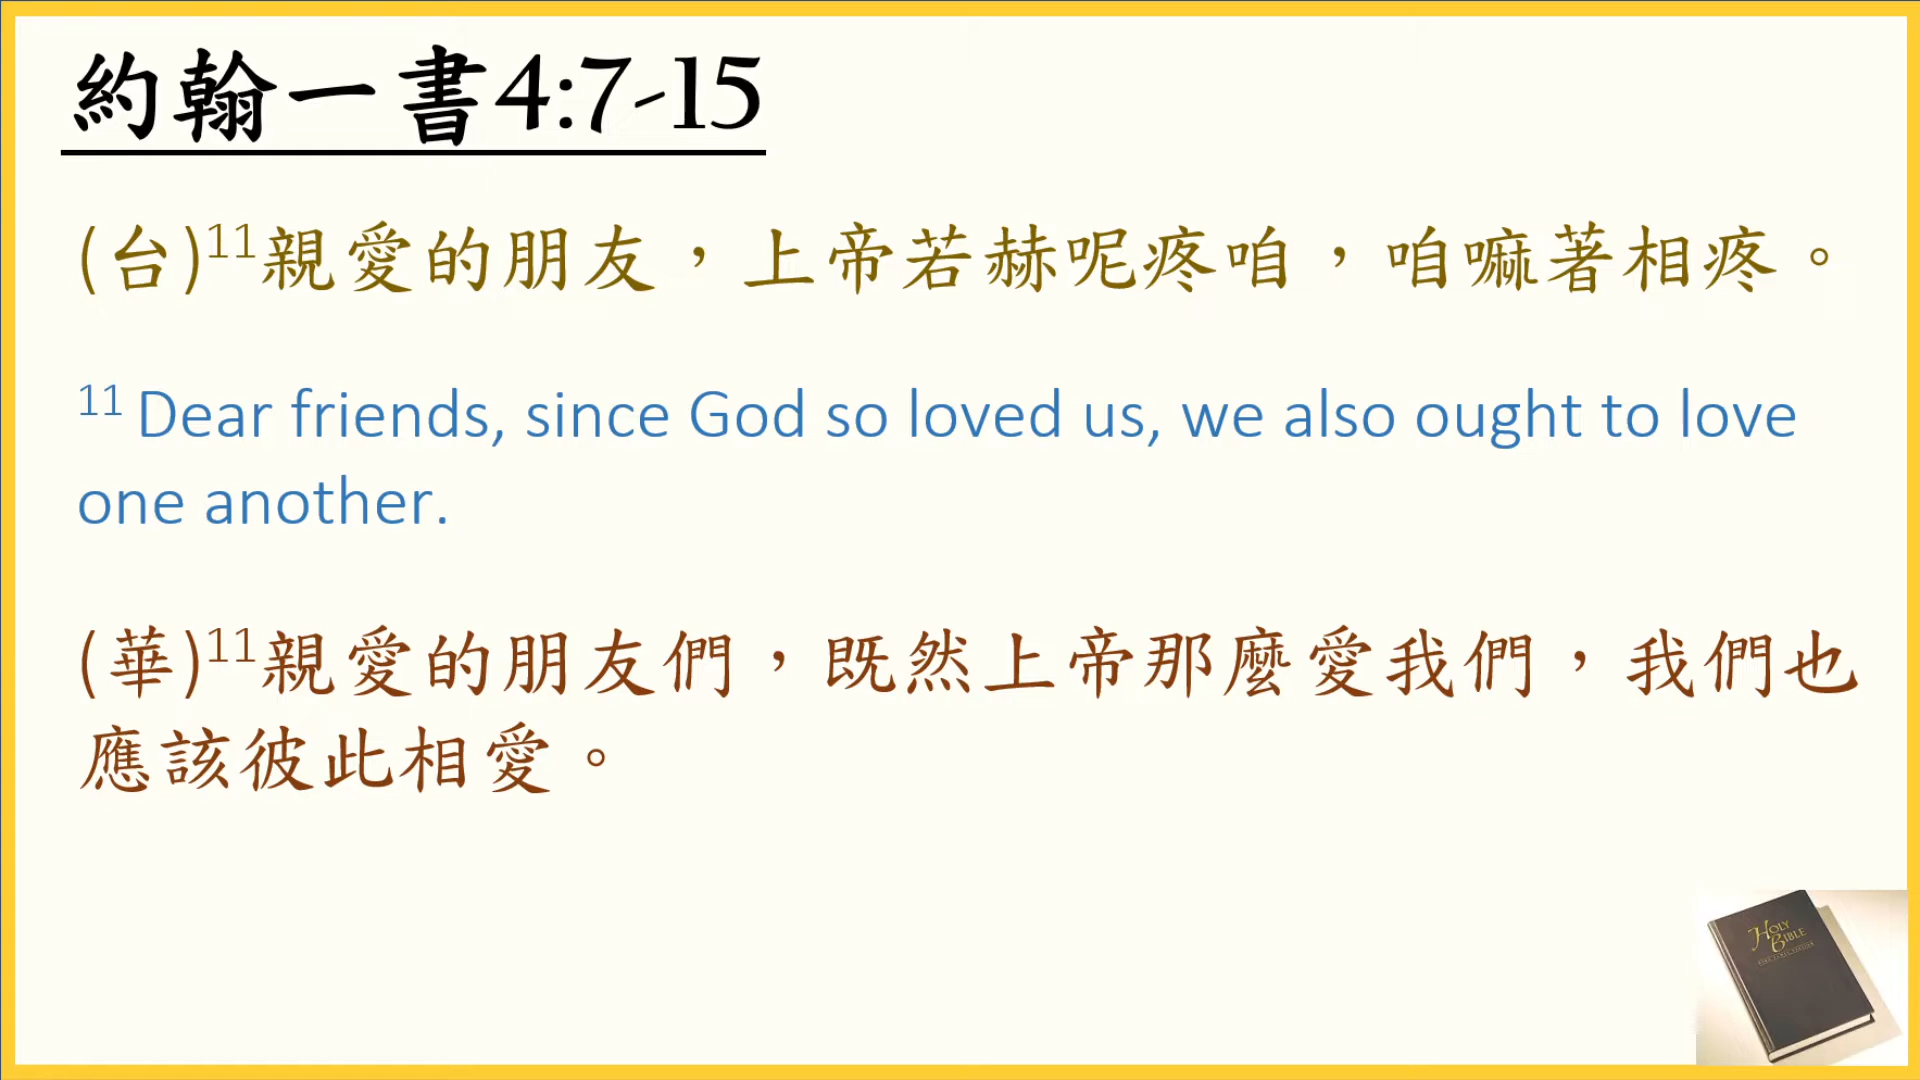 約翰一書4:7-15
(台)11親愛的朋友，上帝若赫呢疼咱，咱嘛著相疼。
11 Dear friends, since God so loved us, we also ought to love
one another.
(華)11親愛的朋友們，既然上帝那麼愛我們，我們也
應該彼此相愛。
HOLY
BIBLE